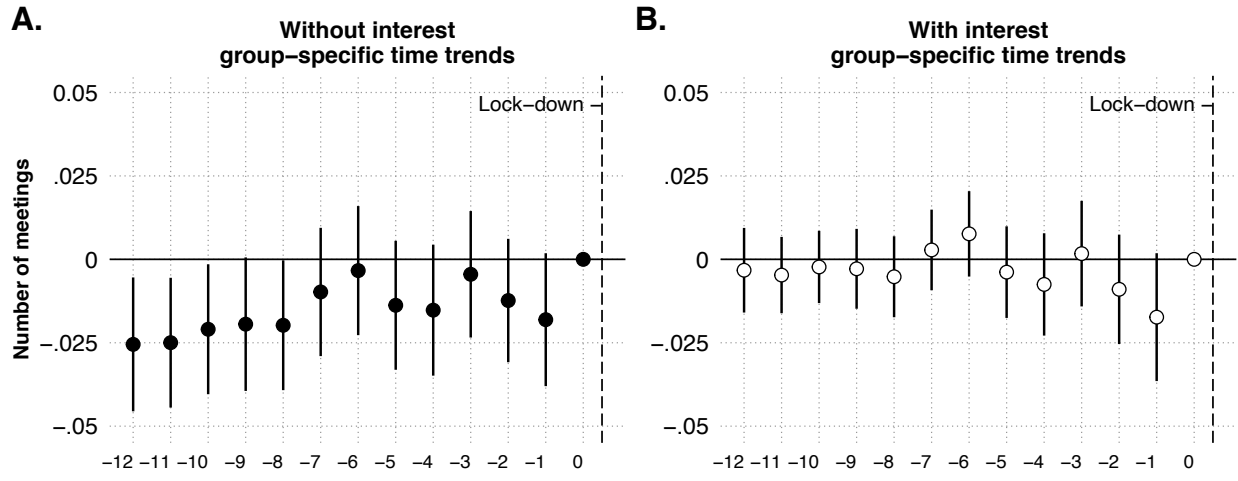 A.
Without interest
group−specific time trends
Lock−down
0.05
.025
0
−.025
−.05
Number of meetings
−12 −11 −10 −9 −8 −7 −6 −5 −4 −3 −2 −1 0
B.
With interest
group−specific time trends
Lock−down
0.05
.025
0
−.025
−.05
−12 −11 −10 −9 −8 −7 −6 −5 −4 −3 −2 −1 0